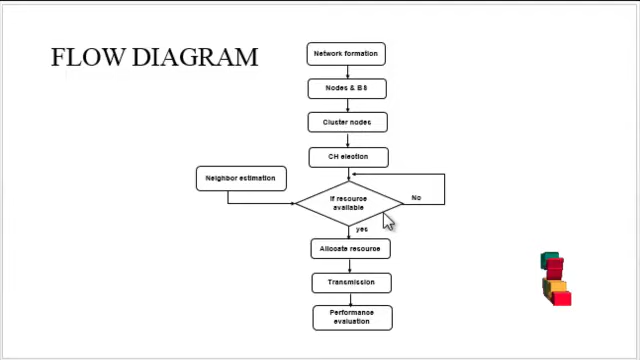 FLOW DIAGRAM
Network formation
Nodes & BS
Cluster nodes
CH election
Neighbor estimation
If resource
available
No
yes
Allocate resource
Transmission
Performance
evaluation